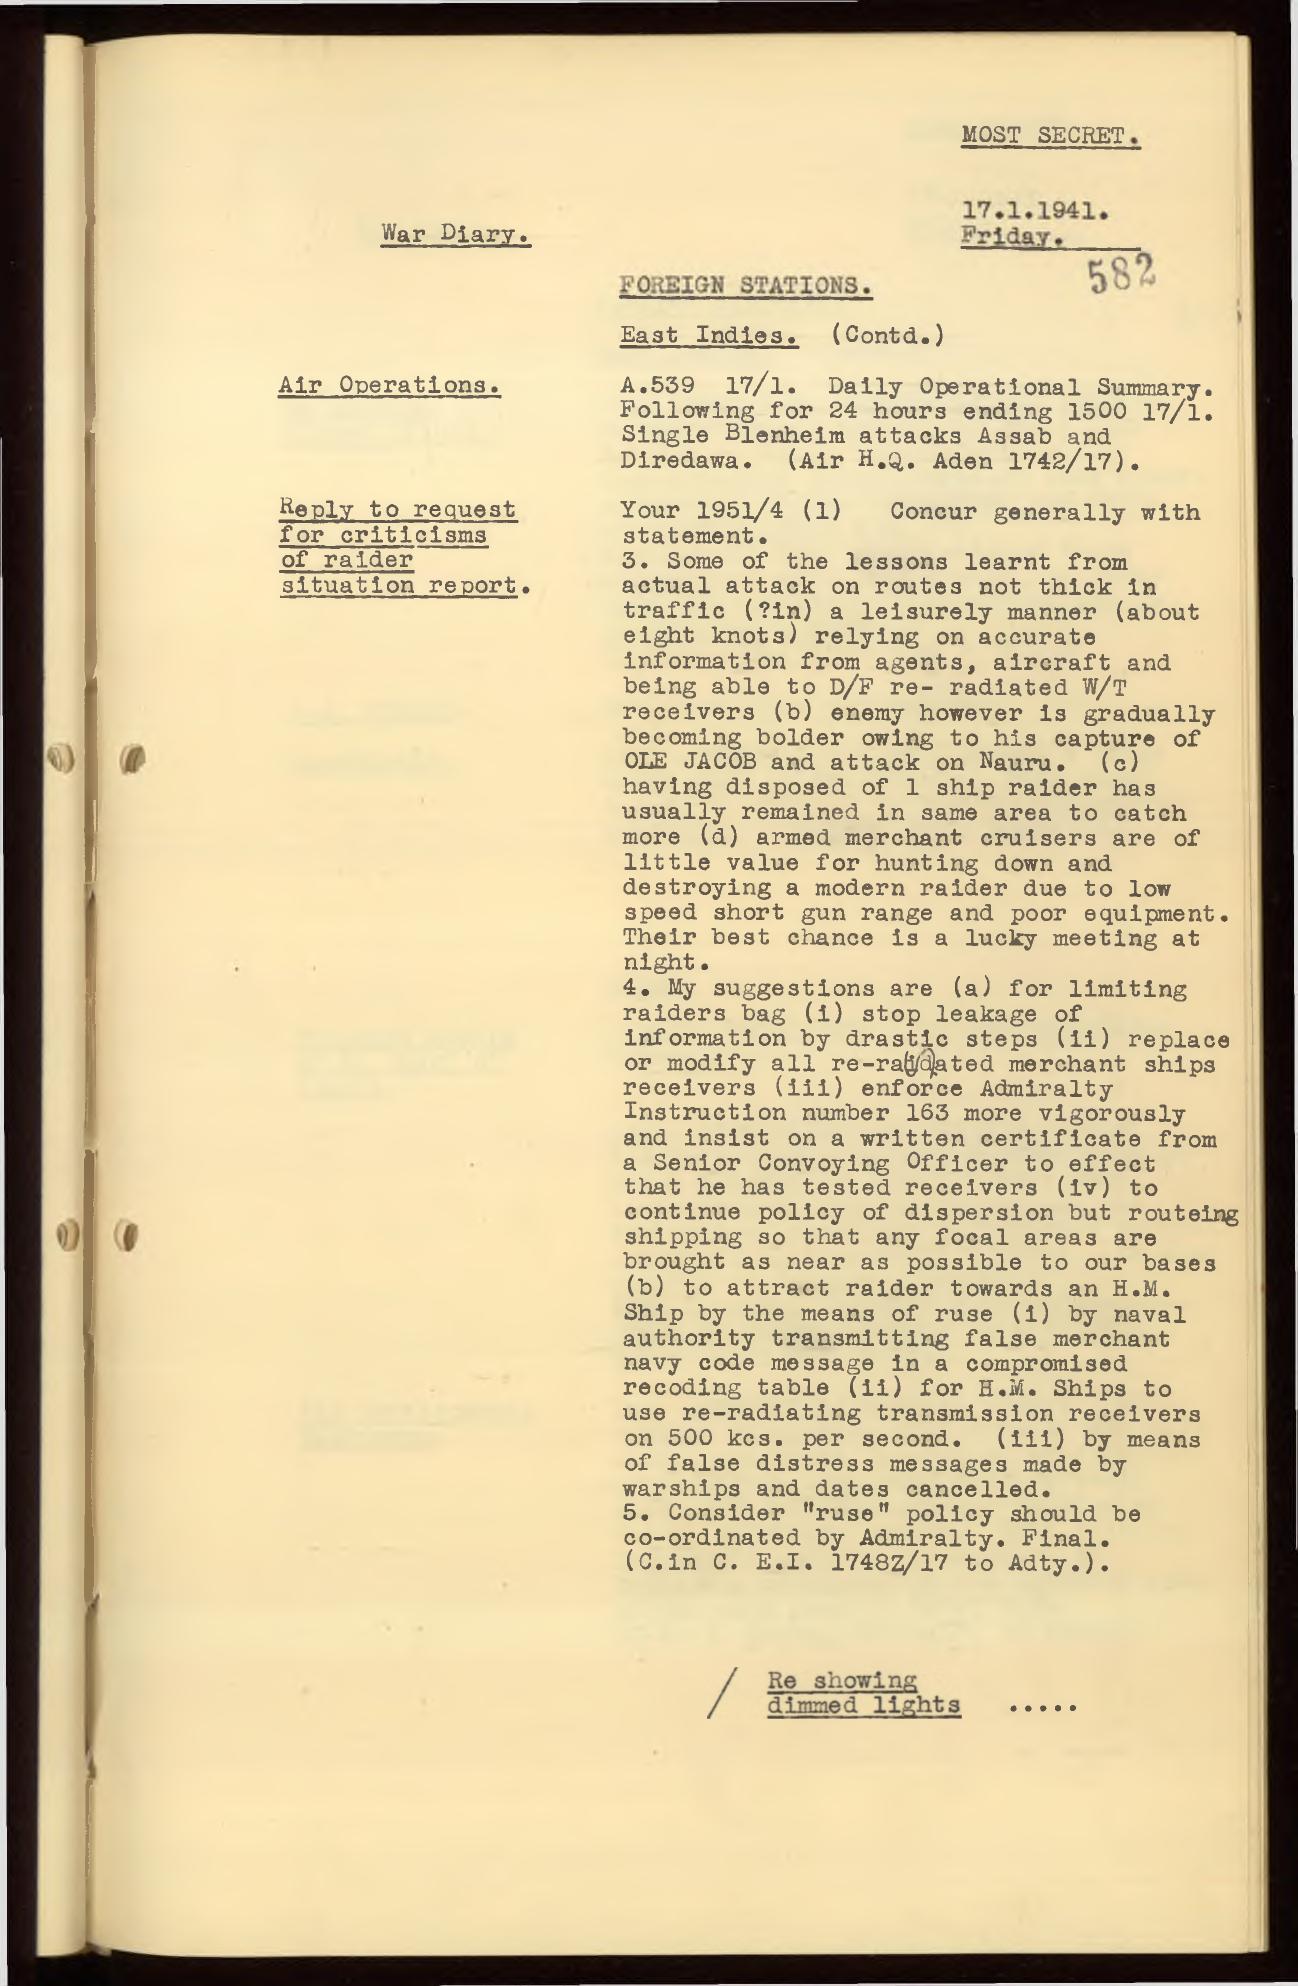 MOST SECRET.
17.1.1941.
War Diary.
Friday.
582
FOREIGN STATIONS.
East Indies. (Contd.)
Air Operations.
A.539 17/1. Daily Operational Summary.
Following for 24 hours ending 1500 17/1.
Single Blenheim attacks Assab and
Diredawa. (Air H.Q. Aden 1742/17).
Reply to request
for criticisms
of raider
situation report.
Your 1951/4 (1) Concur generally with
statement.
3. Some of the lessons learnt from
actual attack on routes not thick in
traffic (?in) a leisurely manner (about
eight knots) relying on accurate
information from agents, aircraft and
being able to D/F re- radiated W/T
receivers (b) enemy however is gradually
becoming bolder owing to his capture of
OLE JACOB and attack on Nauru. (c)
having disposed of 1 ship raider has
usually remained in same area to catch
more (d) armed merchant cruisers are of
little value for hunting down and
destroying a modern raider due to low
speed short gun range and poor equipment.
Their best chance is a lucky meeting at
night.
4. My suggestions are (a) for limiting
raiders bag (i) stop leakage of
information by drastic steps (ii) replace
or modify all merchant ships
receivers (iii) enforce Admiralty
Instruction number 163 more vigorously
and insist on a written certificate from
a Senior Convoying Officer to effect
that he has tested receivers (iv) to
continue policy of dispersion but routeing
shipping so that any focal areas are
brought as near as possible to our bases
(b) to attract raider towards an H.M.
Ship by the means of ruse (i) by naval
authority transmitting false merchant
navy code message in a compromised
recoding table (ii) for H.M. Ships to
use re-radiating transmission receivers
on 500 kcs. per second. (iii) by means
of false distress messages made by
warships and dates cancelled.
5. Consider "ruse" policy should be
co-ordinated by Admiralty. Final.
(C.in C. E.I. 1748Z/17 to Adty.).
/ Re showing
dimmed lights .....